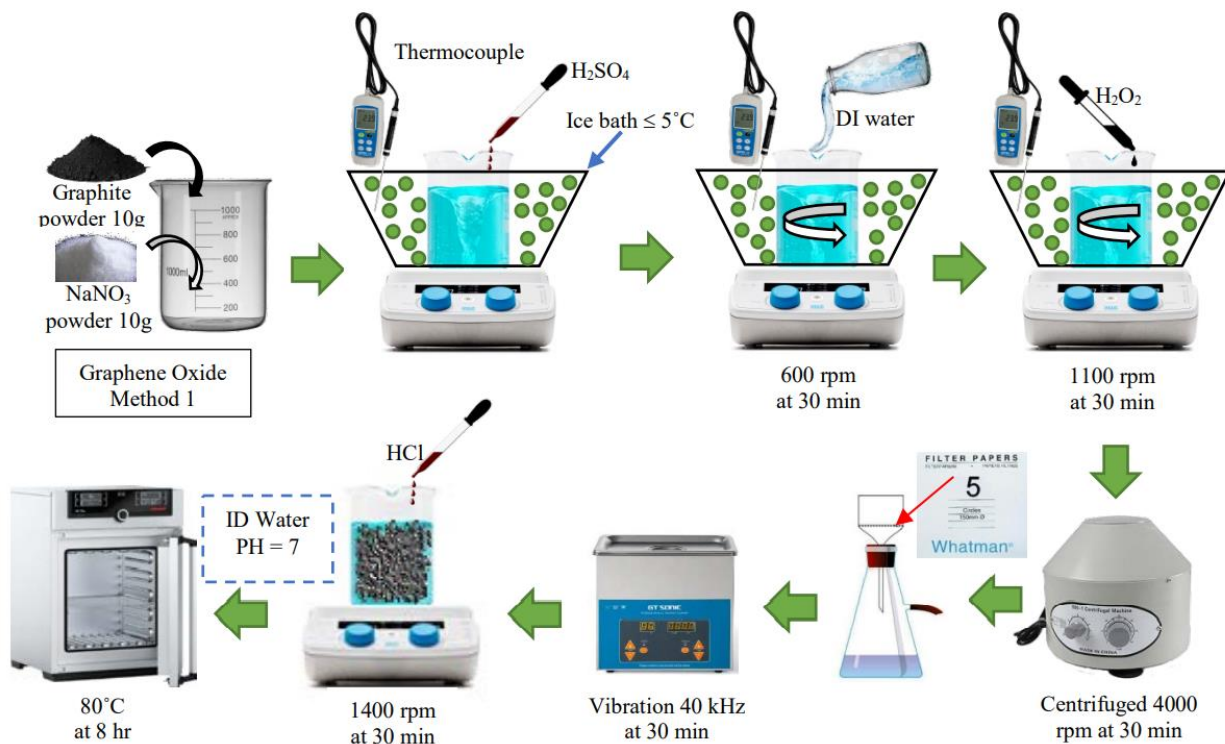 Thermocouple
H₂SO₄
Ice bath ≤ 5˚C
DI water
H₂O₂
Graphite
powder 10g
NaNO₃
powder 10g
1000
800
600
400
200
1000ml
Graphene Oxide
Method 1
600 rpm
at 30 min
1100 rpm
at 30 min
HCl
ID Water
PH = 7
FILTER PAPERS
5
Whatman®
GT SONIC
80˚C
at 8 hr
1400 rpm
at 30 min
Vibration 40 kHz
at 30 min
Centrifuged 4000
rpm at 30 min